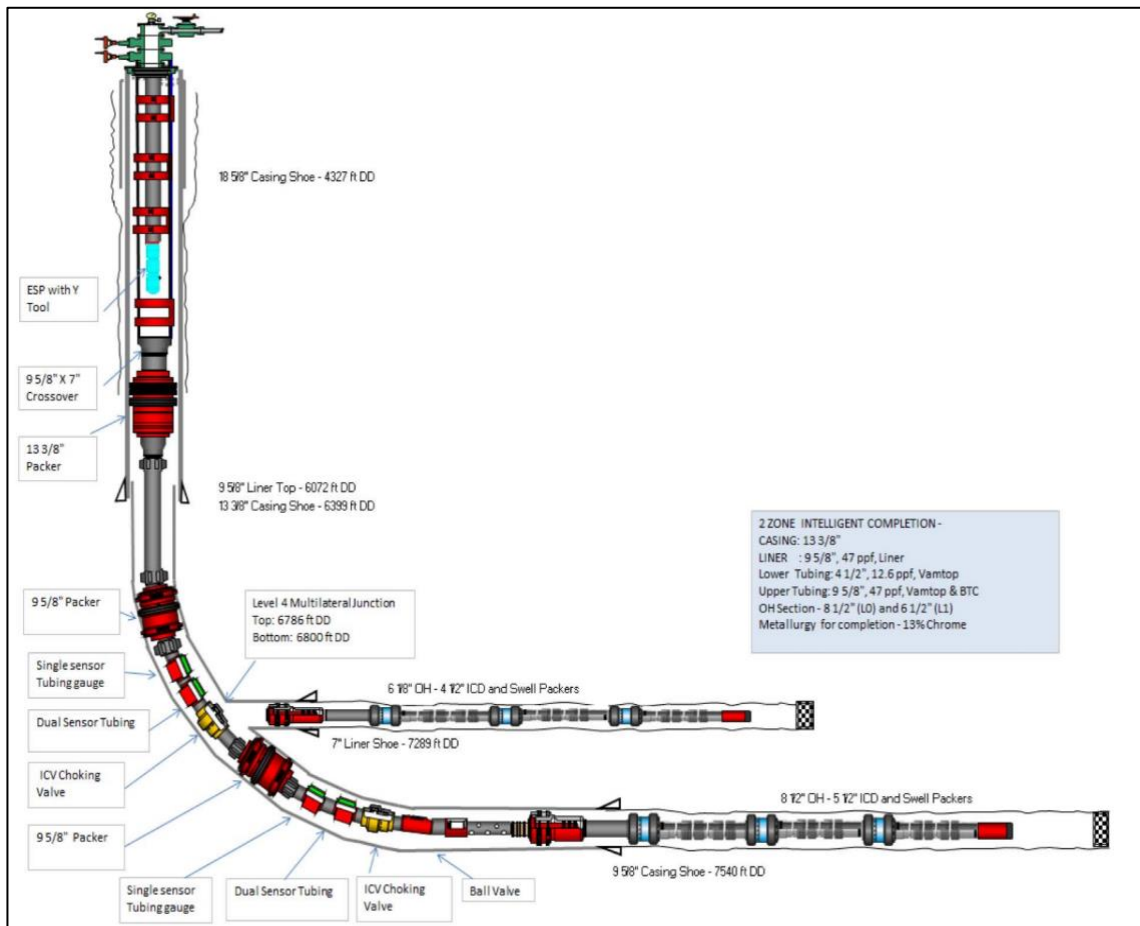 18 5/8" Casing Shoe - 4327 ft DD
ESP with Y
Tool
9 5/8" X 7"
Crossover
13 3/8"
Packer
9 5/8" Liner Top - 6072 ft DD
13 3/8" Casing Shoe - 6399 ft DD
2 ZONE INTELLIGENT COMPLETION -
CASING: 13 3/8"
LINER : 9 5/8", 47 ppf, Liner
Lower Tubing: 4 1/2", 12.6 ppf, Vamtop
Upper Tubing: 9 5/8", 47 ppf, Vamtop & BTC
OH Section - 8 1/2" (L0) and 6 1/2" (L1)
Metallurgy for completion - 13% Chrome
9 5/8" Packer
Level 4 Multilateral Junction
Top: 6786 ft DD
Bottom: 6800 ft DD
Single sensor
Tubing gauge
6 1/8" OH - 4 1/2" ICD and Swell Packers
Dual Sensor Tubing
7" Liner Shoe - 7289 ft DD
ICV Choking
Valve
8 1/2" OH - 5 1/2" ICD and Swell Packers
9 5/8" Packer
9 5/8" Casing Shoe - 7540 ft DD
Single sensor
Tubing gauge
Dual Sensor Tubing
ICV Choking
Valve
Ball Valve